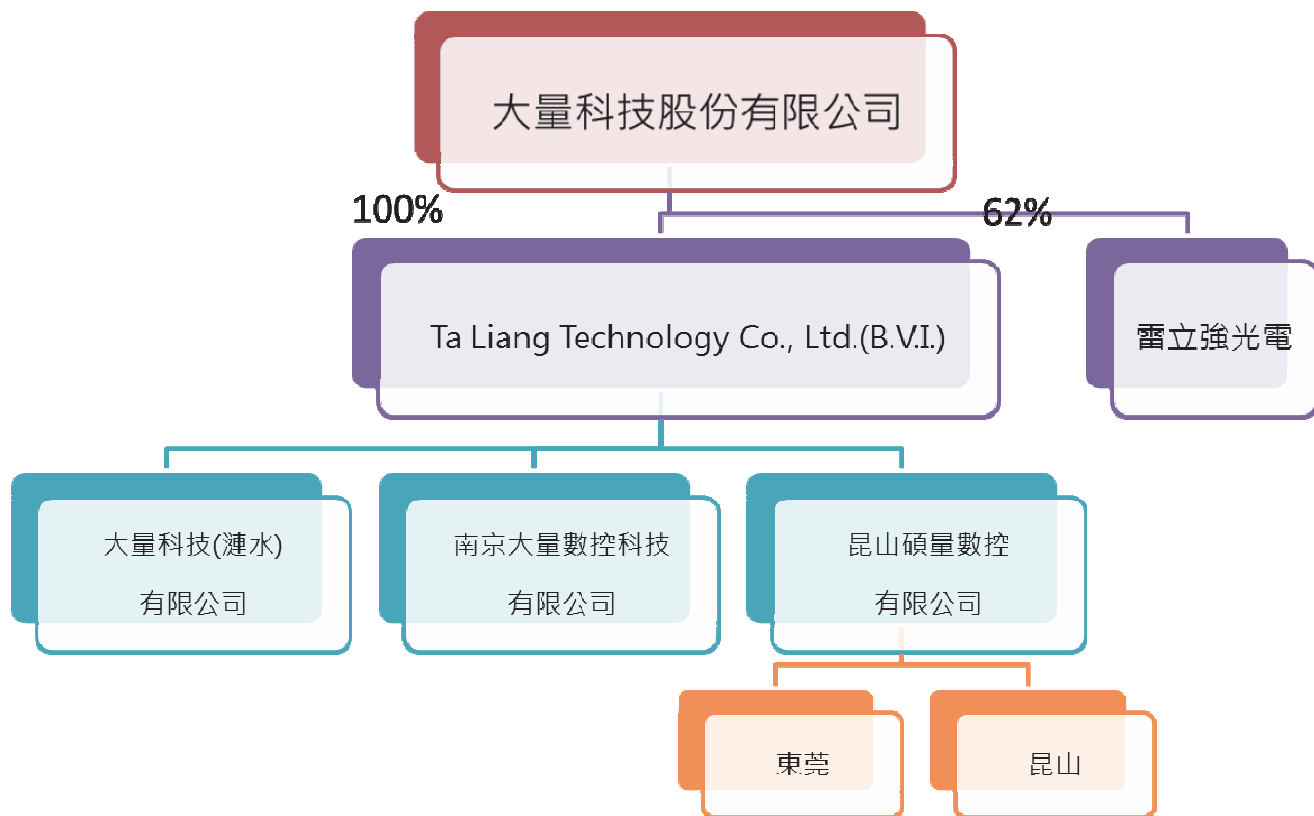 大量科技股份有限公司
100%
62%
Ta Liang Technology Co., Ltd.(B.V.I.)
雷立強光電
大量科技(漣水)
有限公司
南京大量數控科技
有限公司
昆山碩量數控
有限公司
東莞
昆山